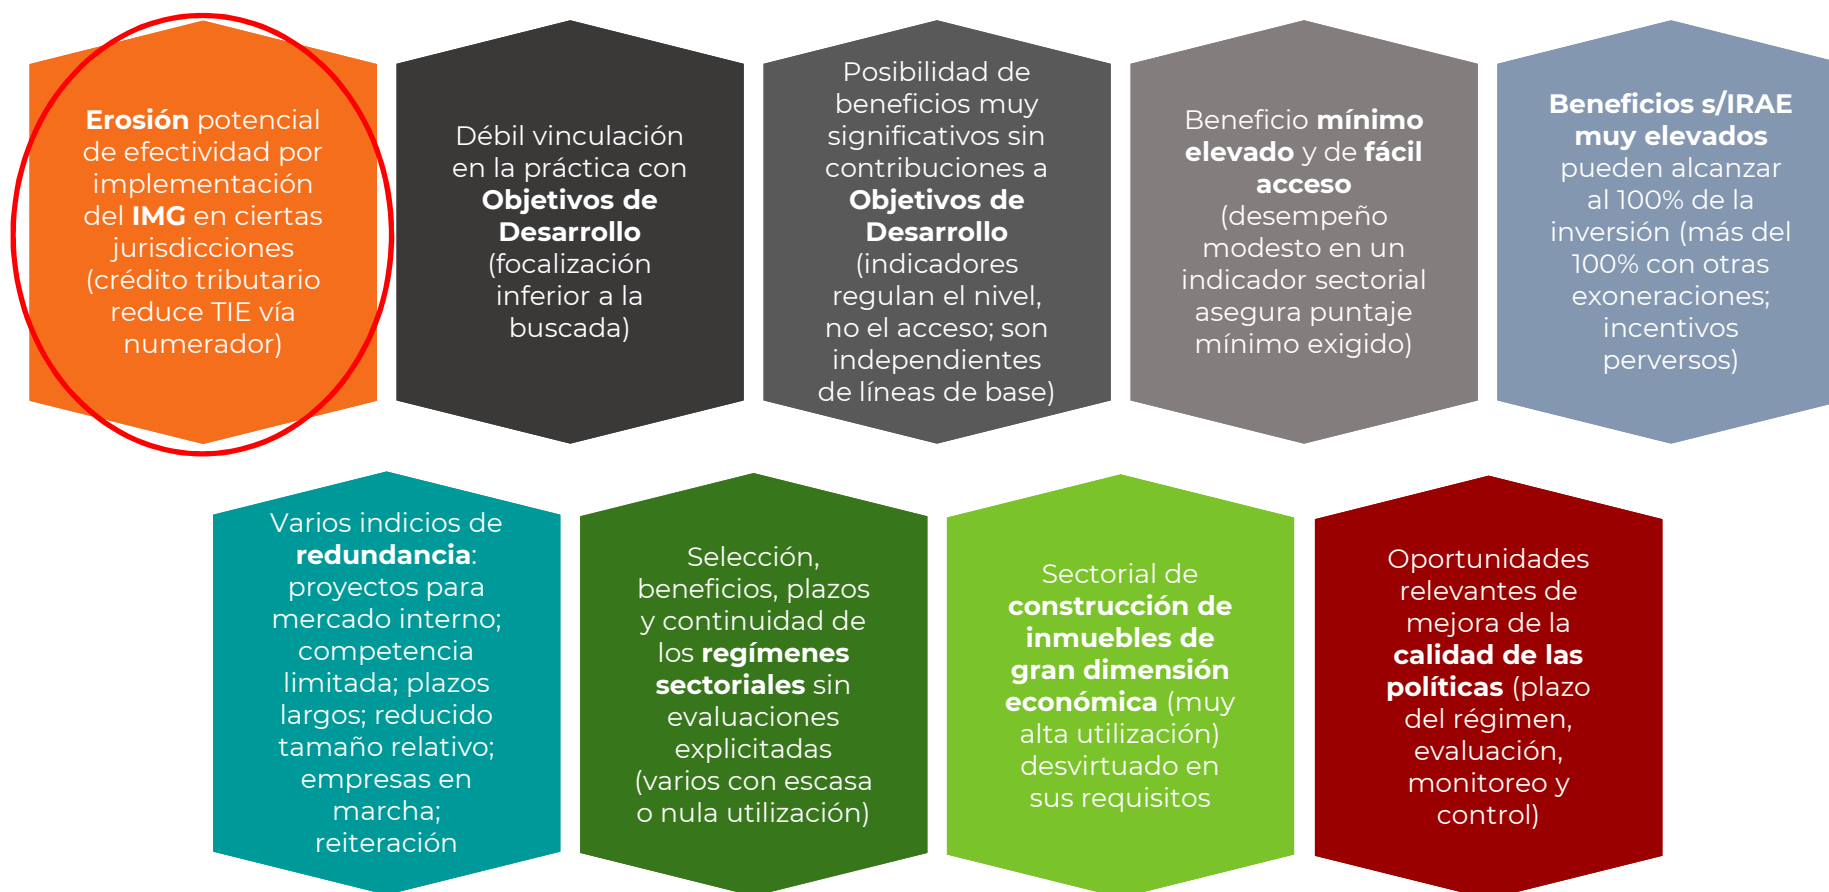 Erosión potencial
de efectividad por
implementación
del IMG en ciertas
jurisdicciones
(crédito tributario
reduce TIE vía
numerador)
Débil vinculación
en la práctica con
Objetivos de
Desarrollo
(focalización
inferior a la
buscada)
Posibilidad de
beneficios muy
significativos sin
contribuciones a
Objetivos de
Desarrollo
(indicadores
regulan el nivel,
no el acceso; son
independientes
de líneas de base)
Beneficio mínimo
elevado y de fácil
acceso
(desempeño
modesto en un
indicador sectorial
asegura puntaje
mínimo exigido)
Beneficios s/IRAE
muy elevados
pueden alcanzar
al 100% de la
inversión (más del
100% con otras
exoneraciones;
incentivos
perversos)
Varios indicios de
redundancia:
proyectos para
mercado interno;
competencia
limitada; plazos
largos; reducido
tamaño relativo;
empresas en
marcha;
reiteración
Selección,
beneficios, plazos
y continuidad de
los regímenes
sectoriales sin
evaluaciones
explicitadas
(varios con escasa
o nula utilización)
Sectorial de
construcción de
inmuebles de
gran dimensión
económica (muy
alta utilización)
desvirtuado en
sus requisitos
Oportunidades
relevantes de
mejora de la
calidad de las
políticas (plazo
del régimen,
evaluación,
monitoreo y
control)